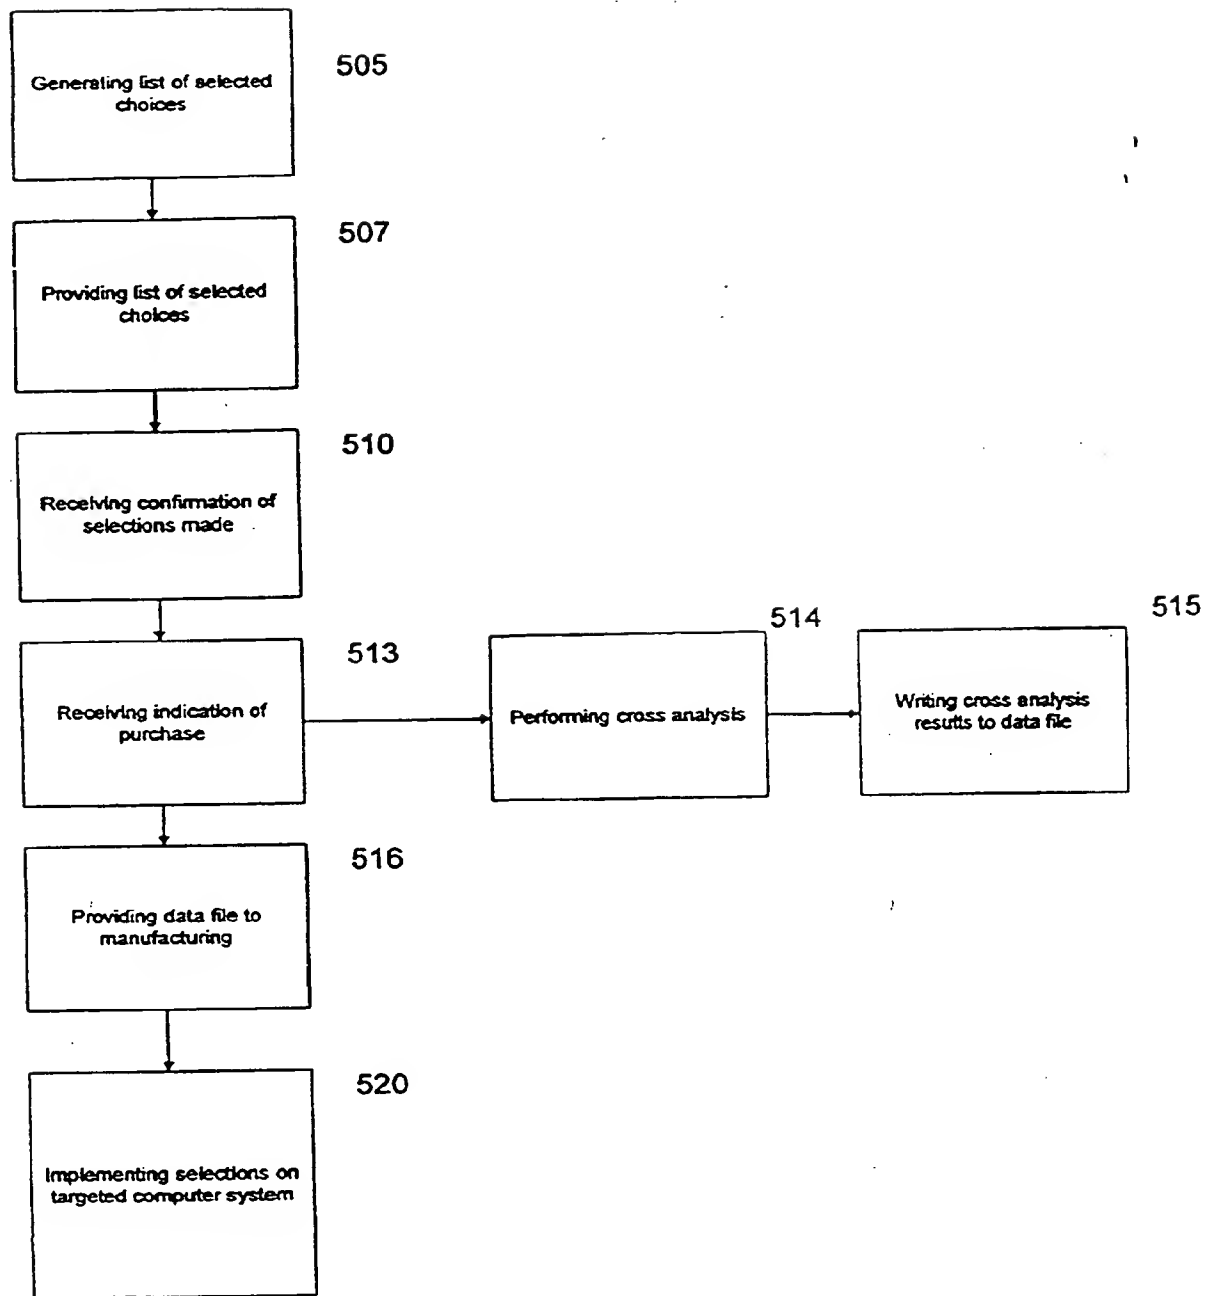 Generating list of selected
choices
505
Providing list of selected
choices
507
Receiving confirmation of
selections made
510
Receiving indication of
purchase
513
Performing cross analysis
514
Writing cross analysis
results to data file
515
Providing data file to
manufacturing
516
Implementing selections on
targeted computer system
520